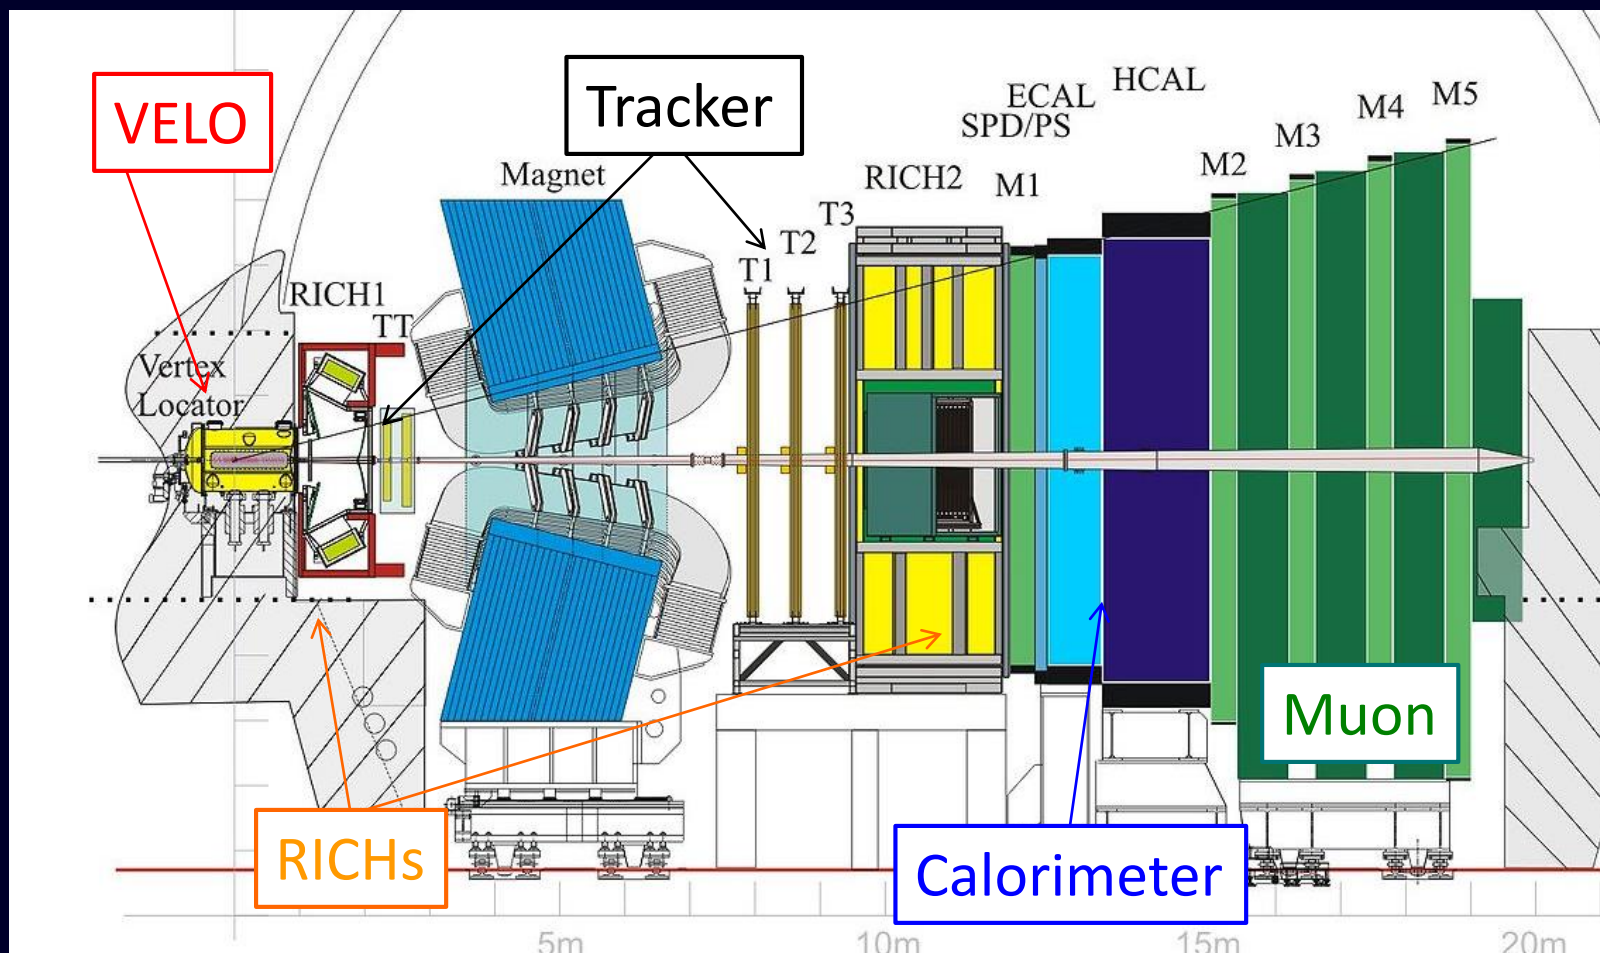 VELO
Tracker
ECAL
HCAL
SPD/PS
M5
M4
M3
M2
M1
RICH2
Magnet
T3
T2
T1
RICH1
TT
Vertex
Locator
Muon
RICHs
Calorimeter
5m
10m
15m
20m